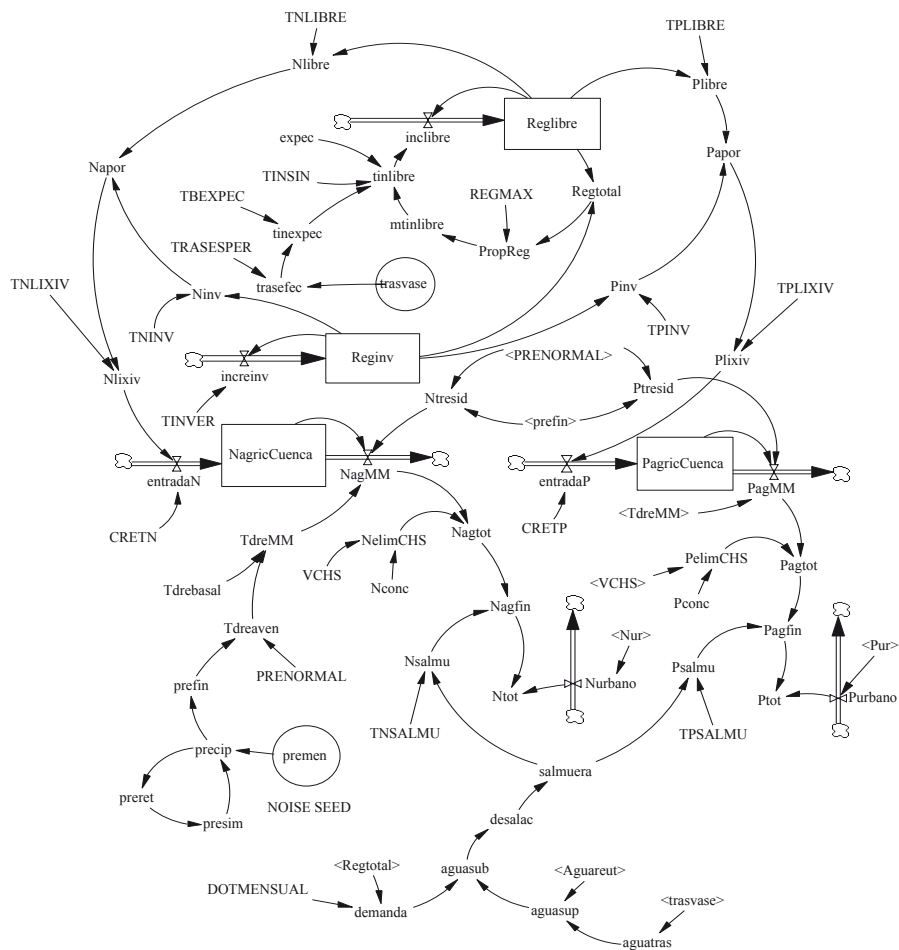 TNLIBRE
TPLIBRE
Nlibre
Plibre
Reglibre
inclibre
expec
Napor
Papor
TINSIN
tinlibre
Regtotal
TBEXPEC
REGMAX
mtinlibre
tinexpec
PropReg
TRASESPER
TNLIXIV
trasefec
trasvase
Ninv
Pinv
TPLIXIV
TNINV
TPINV
Reginv
<PRENORMAL>
Plixiv
Nlixiv
increinv
Ptresid
Ntresid
TINVER
<prefin>
NagricCuenca
PagricCuenca
entradaN
NagMM
entradaP
PagMM
<TdreMM>
CRETN
CRETP
TdreMM
NelimCHS
Nagtot
PelimCHS
Pagtot
VCHS
Nconc
<VCHS>
Pconc
Tdrebasal
Nagfin
Tdreaven
Pagfin
<Nur>
<Pur>
Nsalmu
Psalmu
PRENORMAL
prefin
Ntot
Nurbano
Ptot
Purbano
TNSALMU
TPSALMU
precip
premen
salmuera
preret
NOISE SEED
presim
desalac
<Regtotal>
aguasub
<Aguareut>
DOTMENSUAL
demanda
aguasup
<trasvase>
aguatras